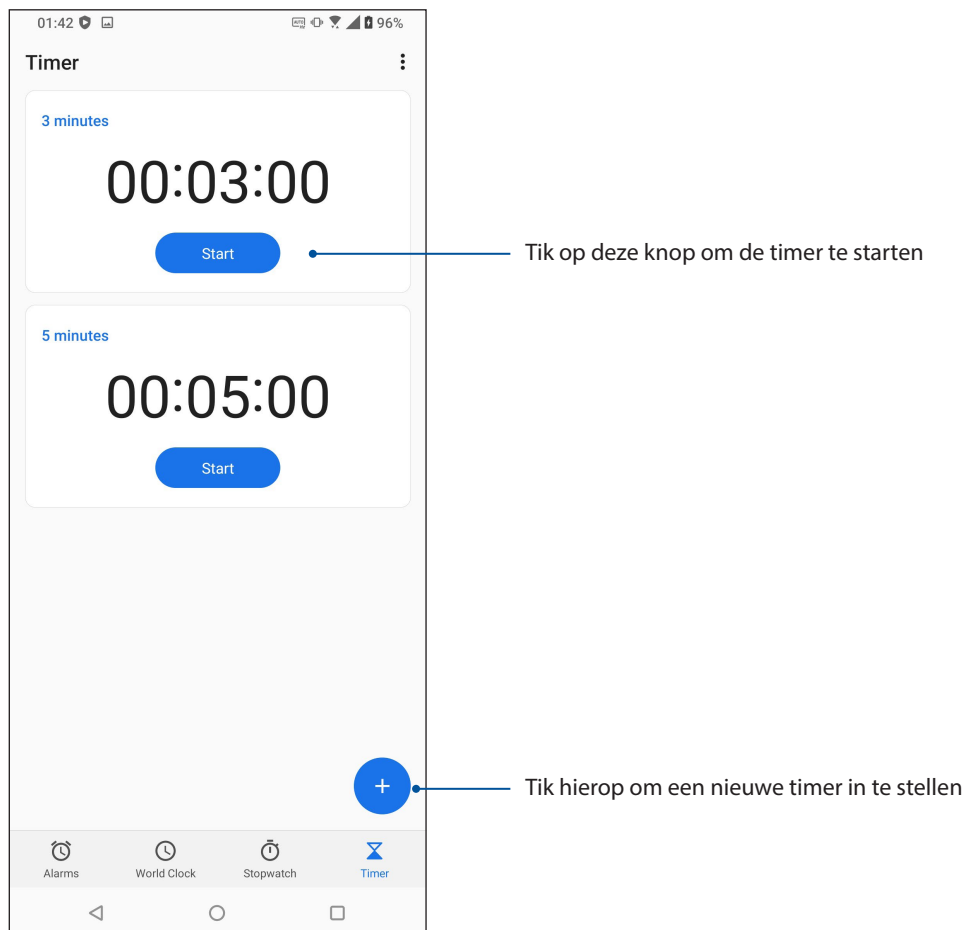 01:42 96%
Timer
3 minutes
00:03:00
Start
Tik op deze knop om de timer te starten
5 minutes
00:05:00
Start
+
Tik hierop om een nieuwe timer in te stellen
Alarms World Clock Stopwatch Timer